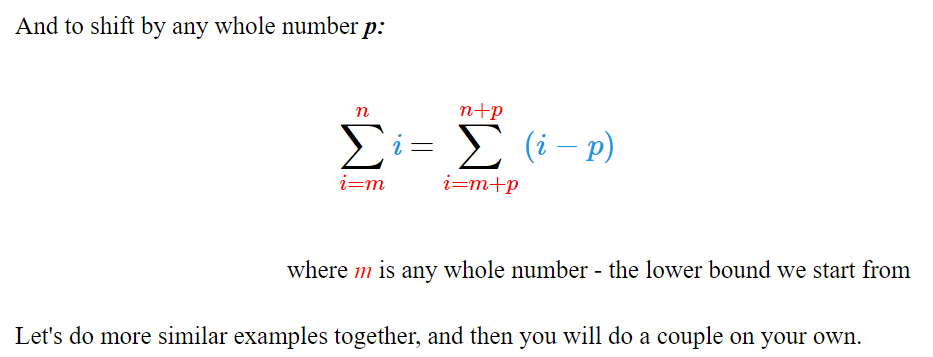 And to shift by any whole number p:
n n+p
∑ i = ∑ (i − p)
i=m i=m+p
where m is any whole number - the lower bound we start from
Let's do more similar examples together, and then you will do a couple on your own.